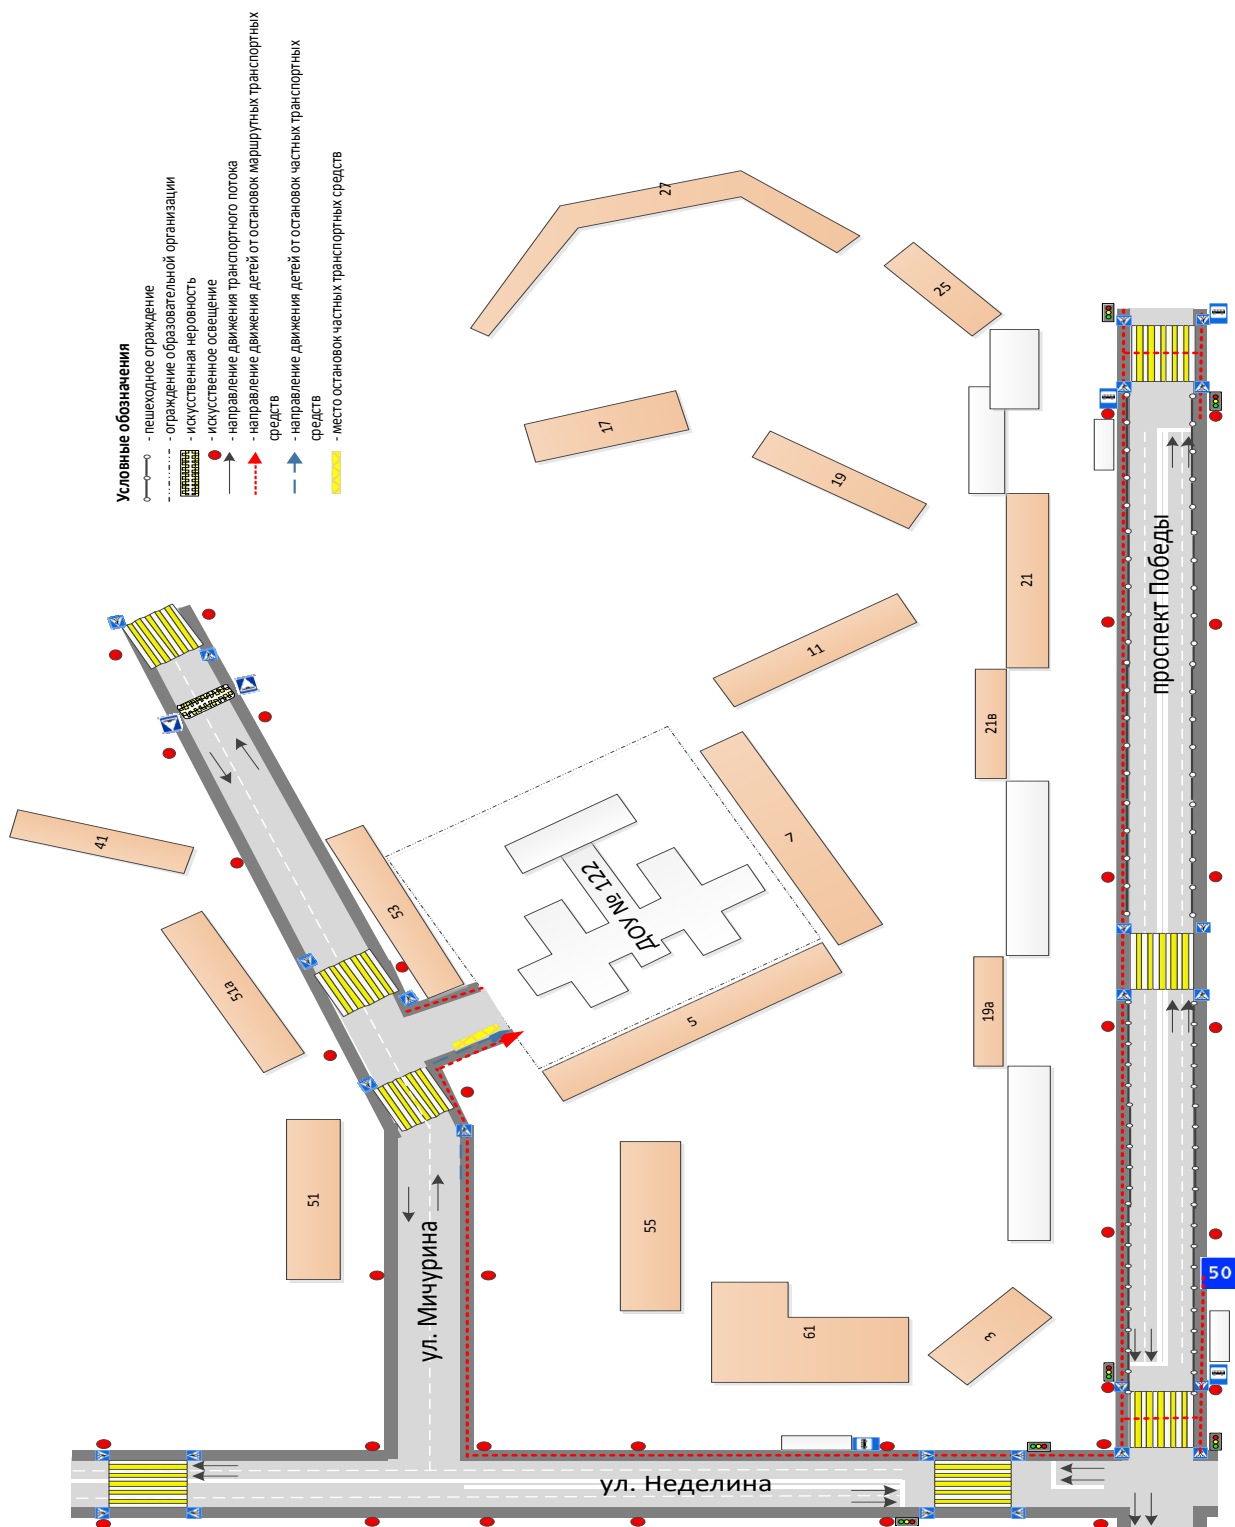 Условные обозначения
- пешеходное ограждение
- ограждение образовательной организации
- искусственная неровность
- искусственное освещение
- направление движения транспортного потока
- направление движения детей от остановок маршрутных транспортных
средств
- направление движения детей от остановок частных транспортных
средств
- место остановок частных транспортных средств
27
25
17
19
21
11
21в
7
ДОУ № 122
53
41
51а
5
19а
51
55
61
3
проспект Победы
ул. Мичурина
ул. Неделина
50